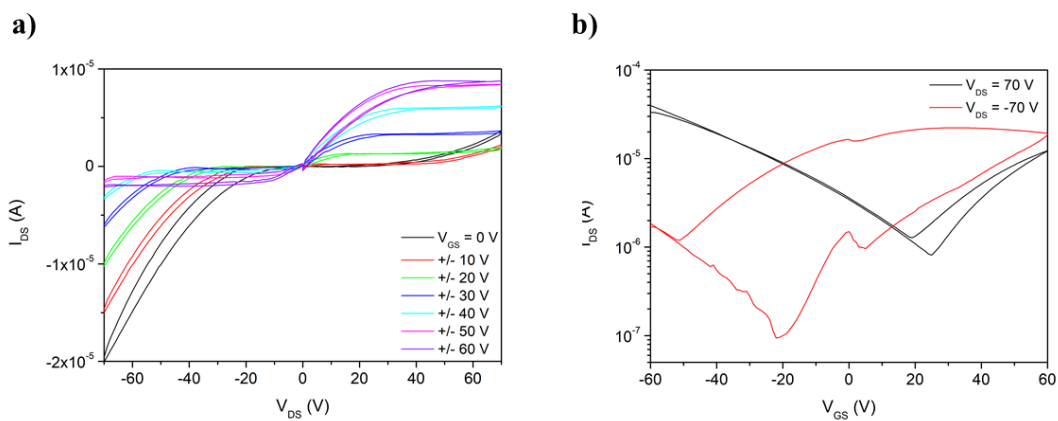 a)
1x10⁻⁵
0
-1x10⁻⁵
-2x10⁻⁵
I_DS (A)
-60 -40 -20 0 20 40 60
V_DS (V)
V_GS = 0 V
+/- 10 V
+/- 20 V
+/- 30 V
+/- 40 V
+/- 50 V
+/- 60 V
b)
10⁻⁴
10⁻⁵
10⁻⁶
10⁻⁷
I_DS (A)
-60 -40 -20 0 20 40 60
V_GS (V)
V_DS = 70 V
V_DS = -70 V